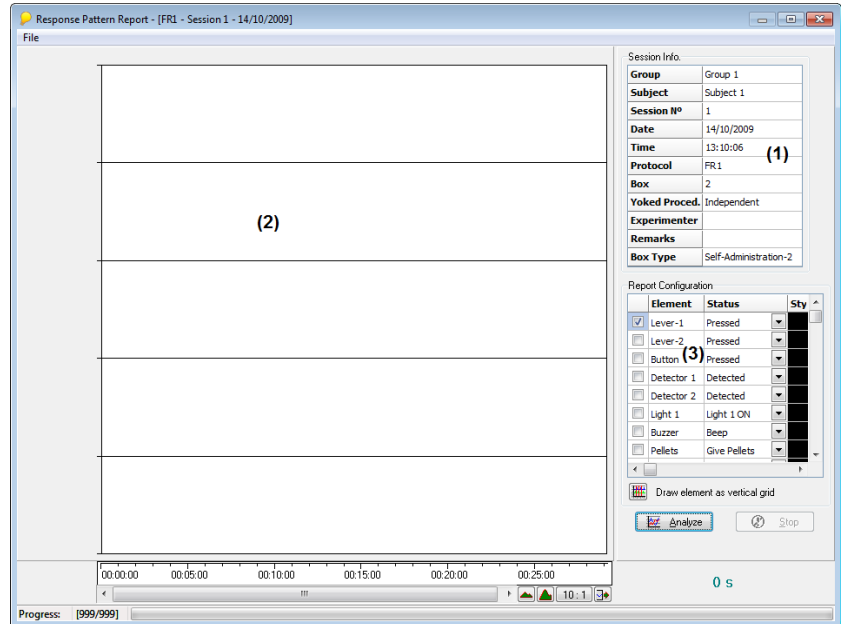 Response Pattern Report - [FR1 - Session 1 - 14/10/2009]
File
Session Info.
Group Group 1
Subject Subject 1
Session Nº 1
Date 14/10/2009
Time 13:10:06
(1)
Protocol FR1
Box 2
Yoked Proced. Independent
Experimenter
Remarks
Box Type Self-Administration-2
(2)
Report Configuration
Element Status Sty
Lever-1 Pressed
Lever-2 Pressed
Button Pressed
(3)
Detector 1 Detected
Detector 2 Detected
Light 1 Light 1 ON
Buzzer Beep
Pellets Give Pellets
Draw element as vertical grid
Analyze Stop
00:00:00 00:05:00 00:10:00 00:15:00 00:20:00 00:25:00
10:1
0 s
Progress: [999/999]